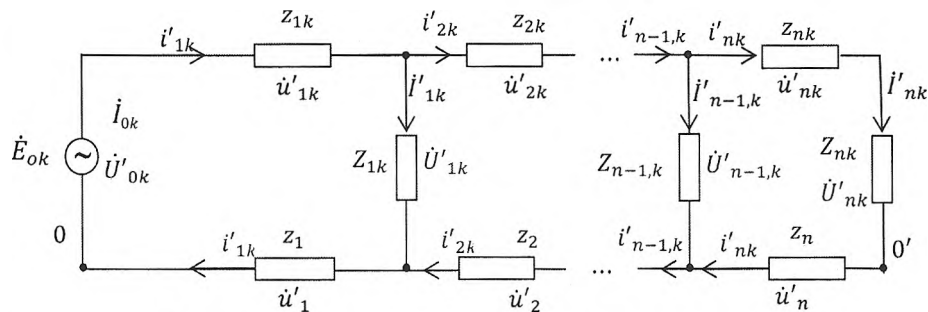 i'₁ₖ z₁ₖ i'₂ₖ z₂ₖ i'ₙ₋₁,ₖ i'ₙₖ zₙₖ
...
u̇'₁ₖ İ'₁ₖ u̇'₂ₖ İ'ₙ₋₁,ₖ u̇'ₙₖ İ'ₙₖ
İ₀ₖ
Ėₒₖ ~ U̇'₀ₖ Z₁ₖ U̇'₁ₖ Zₙ₋₁,ₖ U̇'ₙ₋₁,ₖ Zₙₖ
U̇'ₙₖ
0 i'₁ₖ z₁ i'₂ₖ z₂ i'ₙ₋₁,ₖ i'ₙₖ zₙ 0'
...
u̇'₁ u̇'₂ u̇'ₙ